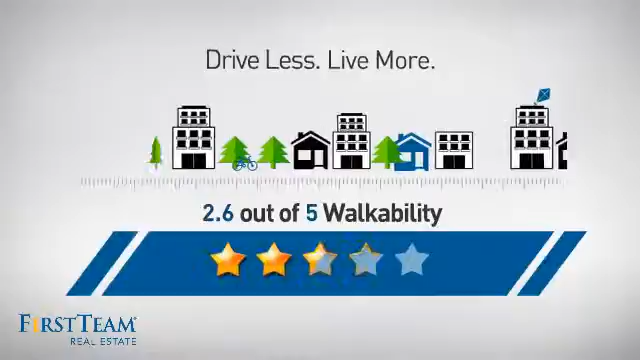 Drive Less. Live More.
2.6 out of 5 Walkability
FIRSTTEAM®
REAL ESTATE